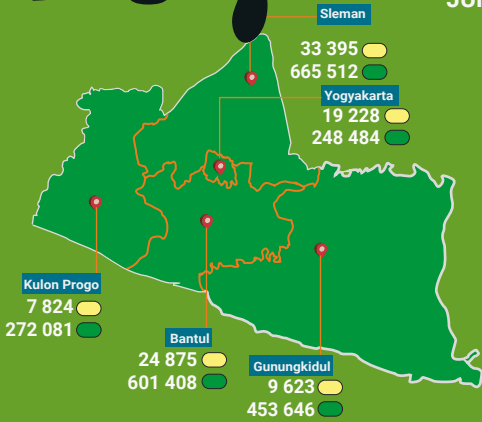 Sleman
33 395
665 512
Yogyakarta
19 228
248 484
Kulon Progo
7 824
272 081
Bantul
24 875
601 408
Gunungkidul
9 623
453 646